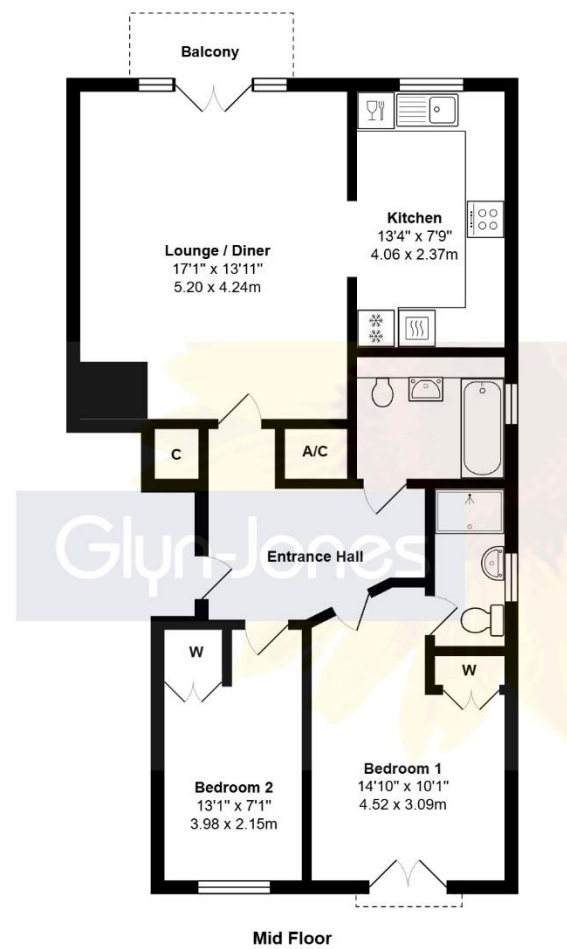 Balcony
Kitchen
13'4" x 7'9"
4.06 x 2.37m
Lounge / Diner
17'1" x 13'11"
5.20 x 4.24m
C
A/C
Glyn-Jones
Entrance Hall
W
W
Bedroom 1
14'10" x 10'1"
4.52 x 3.09m
Bedroom 2
13'1" x 7'1"
3.98 x 2.15m
Mid Floor